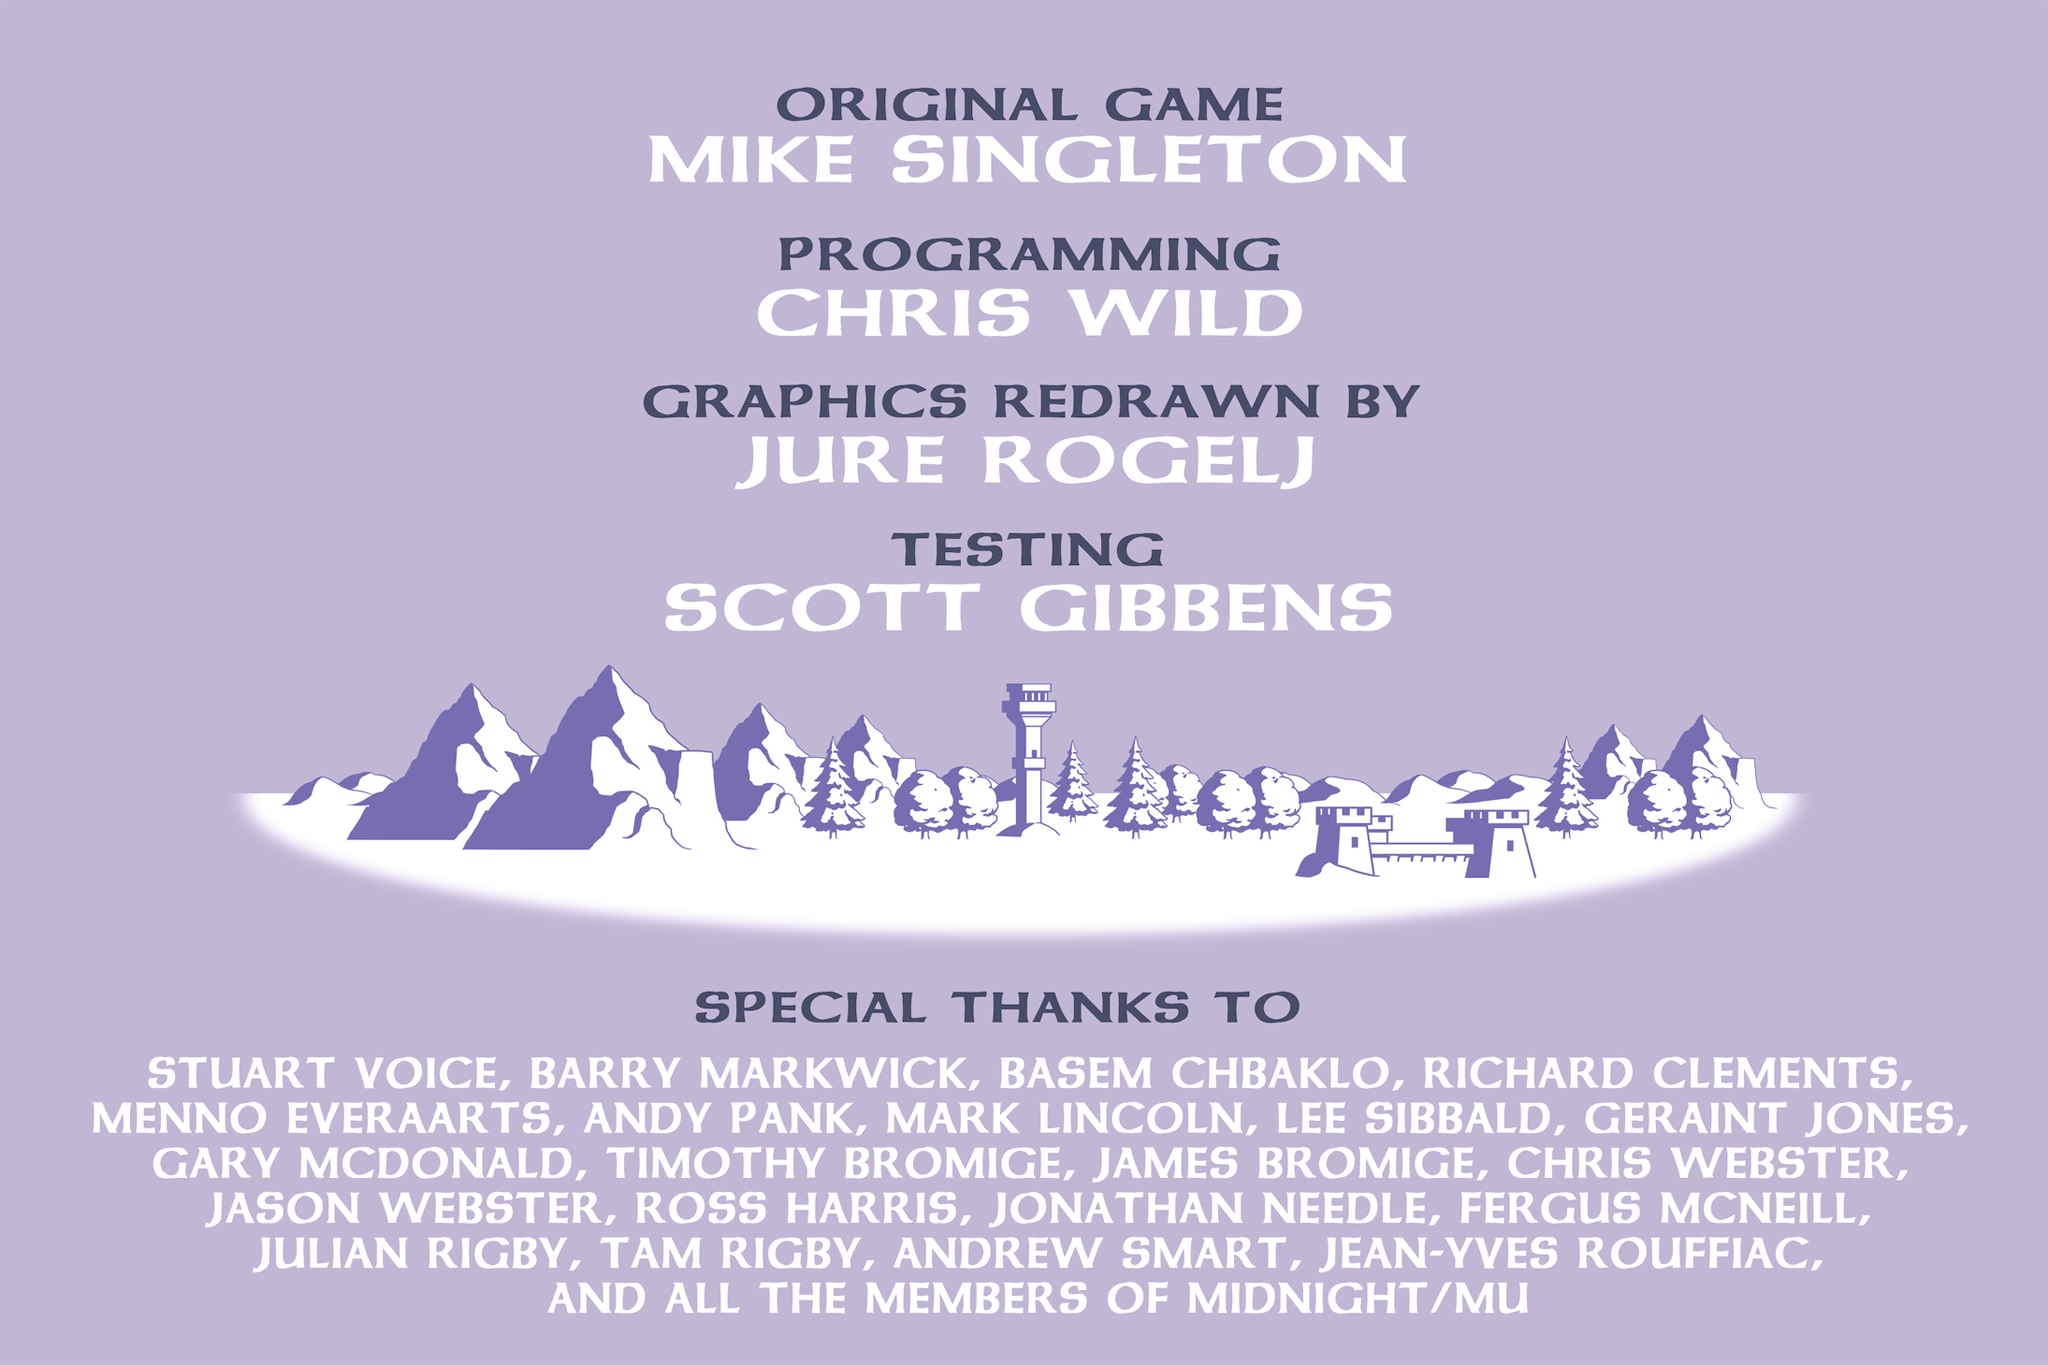 ORIGINAL GAME
MIKE SINGLETON
PROGRAMMING
CHRIS WILD
GRAPHICS REDRAWN BY
JURE ROGELJ
TESTING
SCOTT GIBBENS
SPECIAL THANKS TO
STUART VOICE, BARRY MARKWICK, BASEM CHBAKLO, RICHARD CLEMENTS,
MENNO EVERAARTS, ANDY PANK, MARK LINCOLN, LEE SIBBALD, GERAINT JONES,
GARY MCDONALD, TIMOTHY BROMIGE, JAMES BROMIGE, CHRIS WEBSTER,
JASON WEBSTER, ROSS HARRIS, JONATHAN NEEDLE, FERGUS MCNEILL,
JULIAN RIGBY, TAM RIGBY, ANDREW SMART, JEAN-YVES ROUFFIAC,
AND ALL THE MEMBERS OF MIDNIGHT/MU